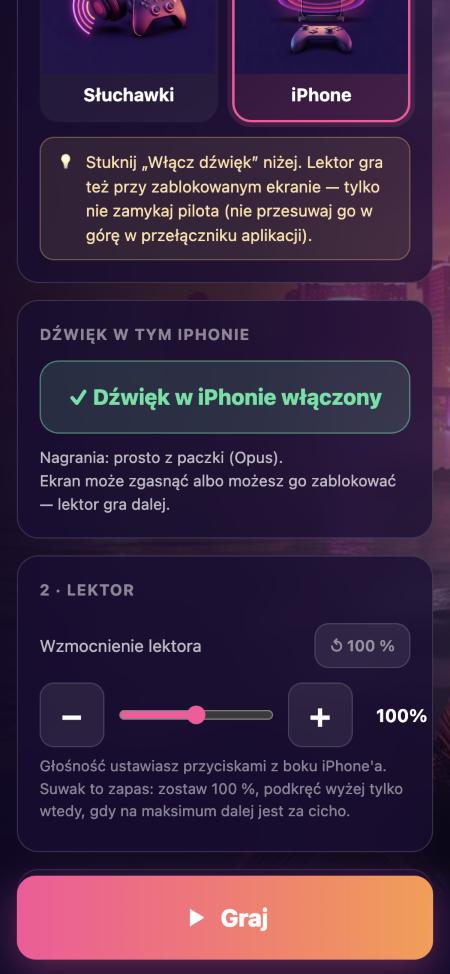 Słuchawki
iPhone
Stuknij „Włącz dźwięk” niżej. Lektor gra
też przy zablokowanym ekranie — tylko
nie zamykaj pilota (nie przesuwaj go w
górę w przełączniku aplikacji).
DŹWIĘK W TYM IPHONIE
✓ Dźwięk w iPhonie włączony
Nagrania: prosto z paczki (Opus).
Ekran może zgasnąć albo możesz go zablokować
— lektor gra dalej.
2 · LEKTOR
Wzmocnienie lektora
↺ 100 %
− + 100%
Głośność ustawiasz przyciskami z boku iPhone'a.
Suwak to zapas: zostaw 100 %, podkręć wyżej tylko
wtedy, gdy na maksimum dalej jest za cicho.
▶ Graj